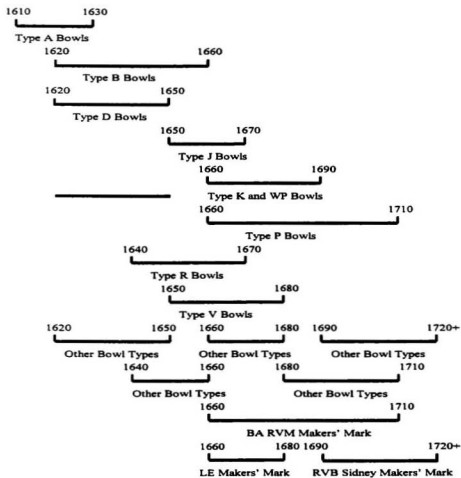 1610 1630
Type A Bowls
1620 1660
Type B Bowls
1620 1650
Type D Bowls
1650 1670
Type J Bowls
1660 1690
Type K and WP Bowls
1660 1710
Type P Bowls
1640 1670
Type R Bowls
1650 1680
Type V Bowls
1620 1650 1660 1680 1690 1720+
Other Bowl Types Other Bowl Types Other Bowl Types
1640 1660 1680 1710
Other Bowl Types Other Bowl Types
1660 1710
BA RVM Makers' Mark
1660 1680 1690 1720+
LE Makers' Mark RVB Sidney Makers' Mark